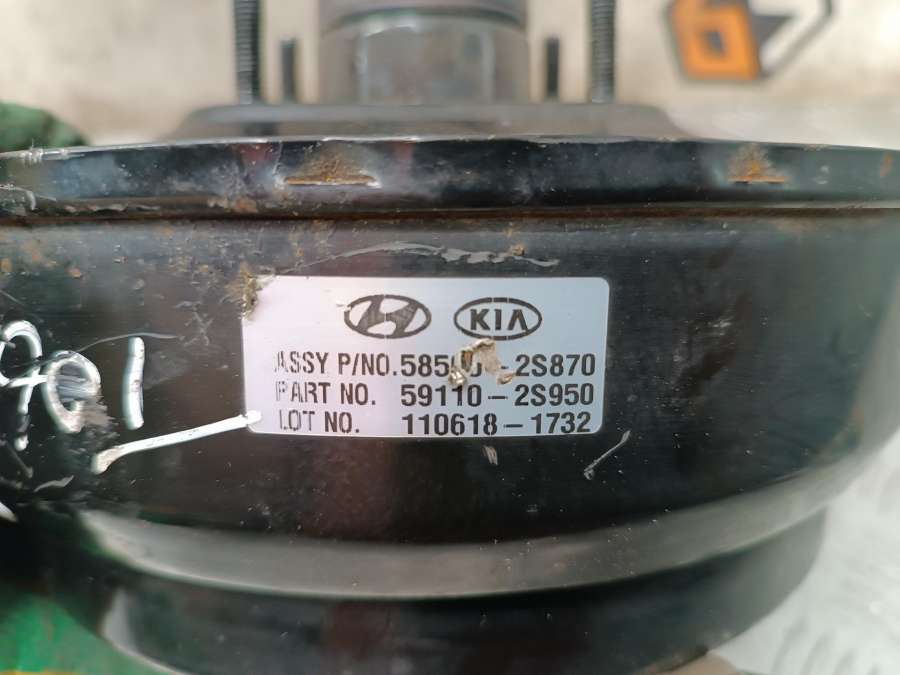 KIA
ASSY P/NO. -2S870
PART NO. 59110-2S950
LOT NO. 110618-1732